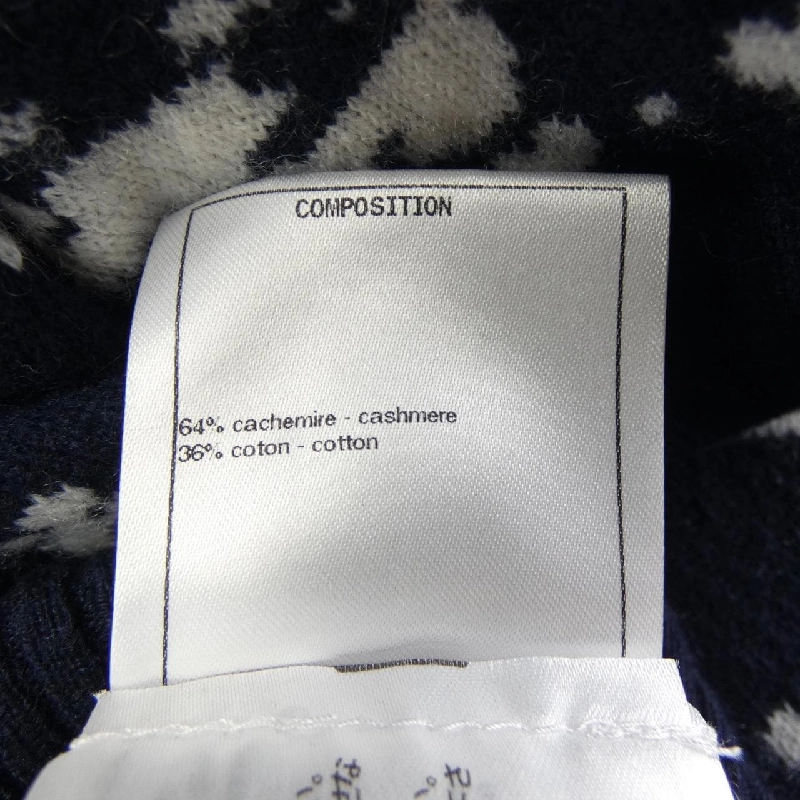 COMPOSITION
64% cachemire - cashmere
36% coton - cotton